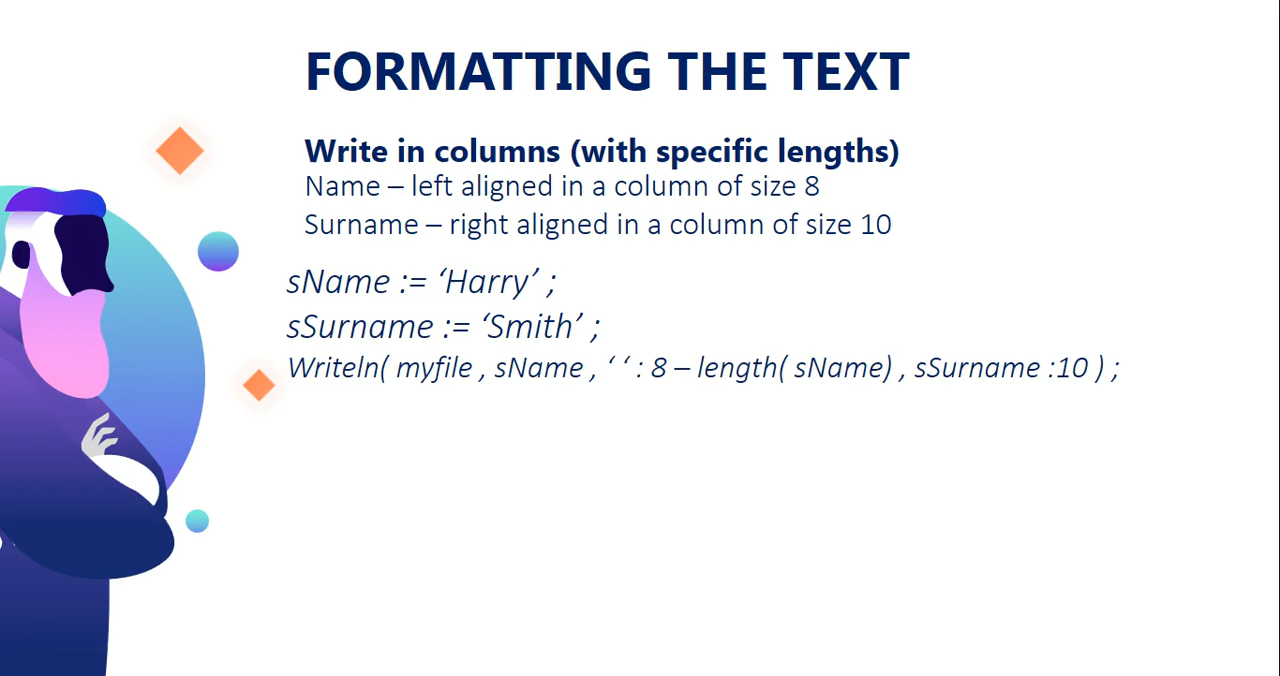 FORMATTING THE TEXT
Write in columns (with specific lengths)
Name – left aligned in a column of size 8
Surname – right aligned in a column of size 10
sName := ‘Harry’ ;
sSurname := ‘Smith’ ;
Writeln( myfile , sName , ‘ ‘ : 8 – length( sName) , sSurname :10 ) ;